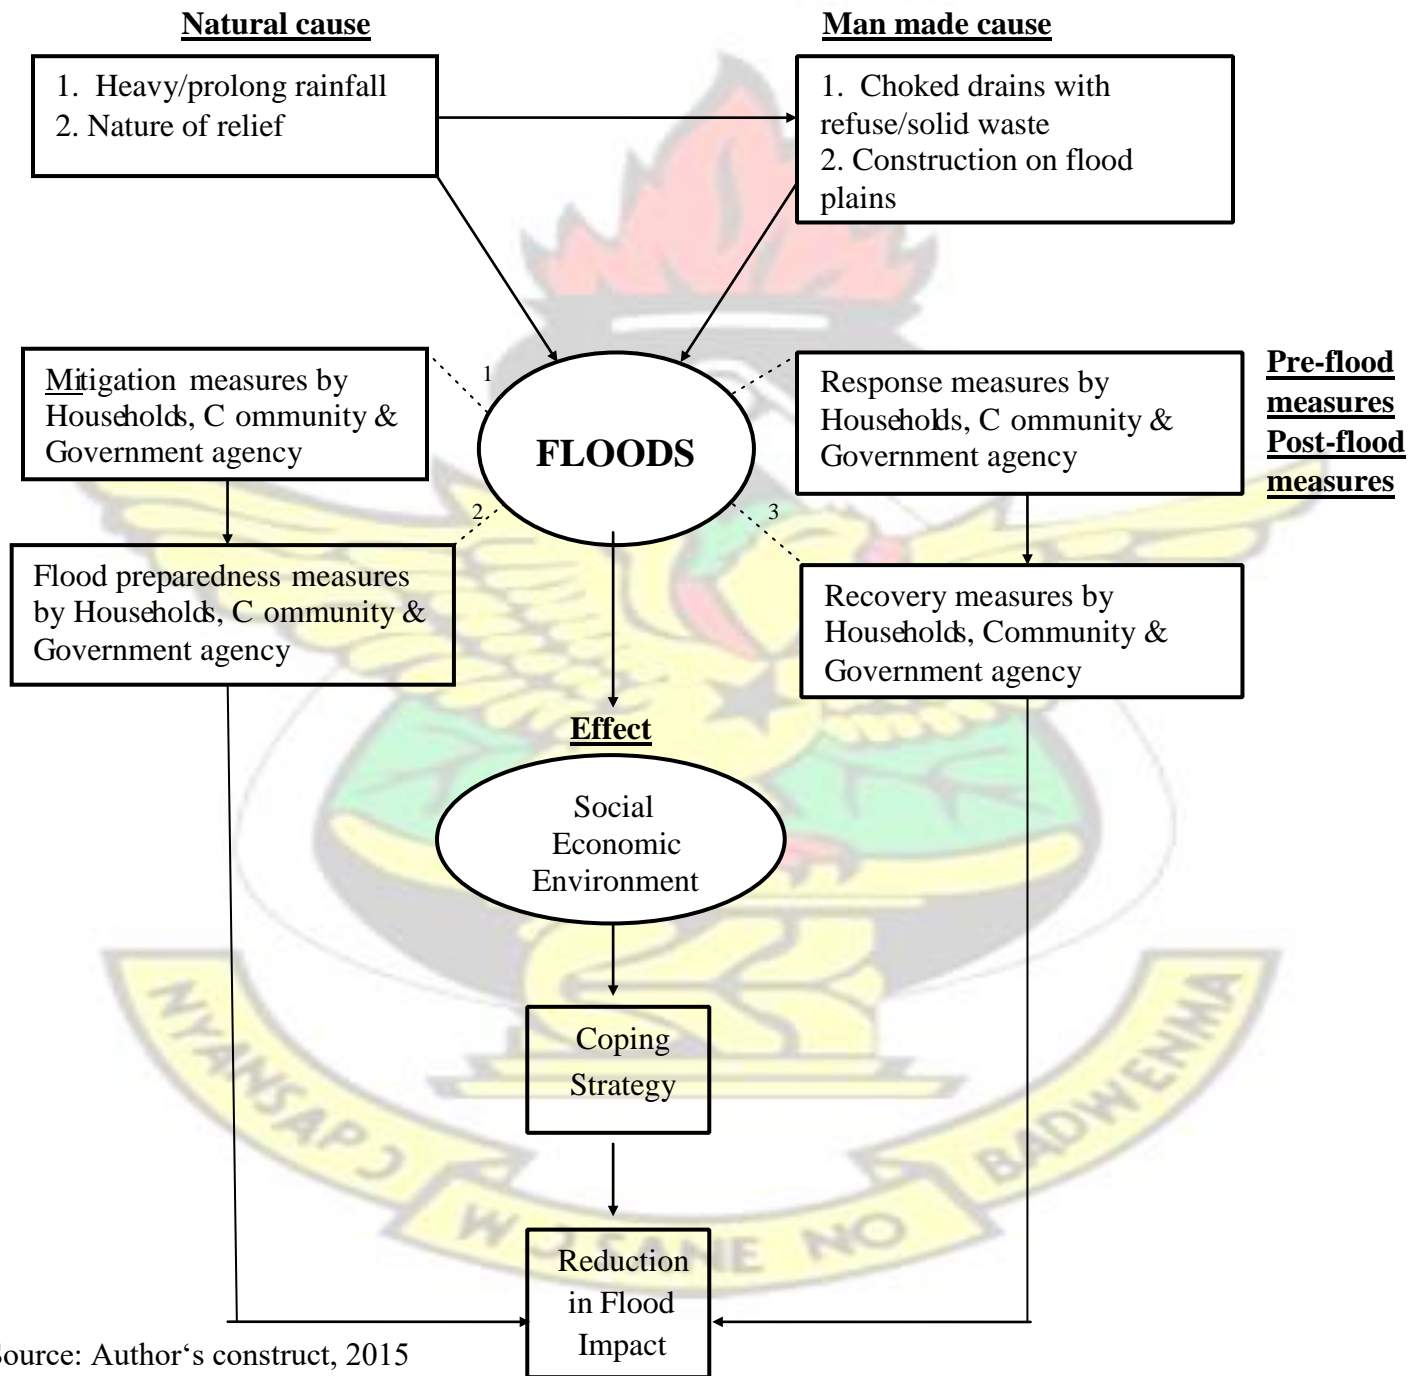 Natural cause
Man made cause
1. Heavy/prolong rainfall
2. Nature of relief
1. Choked drains with
refuse/solid waste
2. Construction on flood
plains
Mitigation measures by
Households, C ommunity &
Government agency
1
FLOODS
Response measures by
Households, C ommunity &
Government agency
Pre-flood
measures
Post-flood
measures
2
3
Flood preparedness measures
by Households, C ommunity &
Government agency
Recovery measures by
Households, Community &
Government agency
Effect
Social
Economic
Environment
Coping
Strategy
Reduction
in Flood
Impact
NYANSAPƆ
WƆSANE NO
BADWENMA
Source: Author‘s construct, 2015